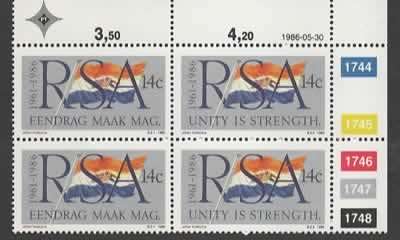 3,50 4,20 1986-05-30
1744
1961-1986 RSA 14c 1961-1986 RSA 14c
EENDRAG MAAK MAG. UNITY IS STRENGTH.
1745
1746
1961-1986 RSA 14c 1961-1986 RSA 14c
1747
EENDRAG MAAK MAG. UNITY IS STRENGTH.
1748